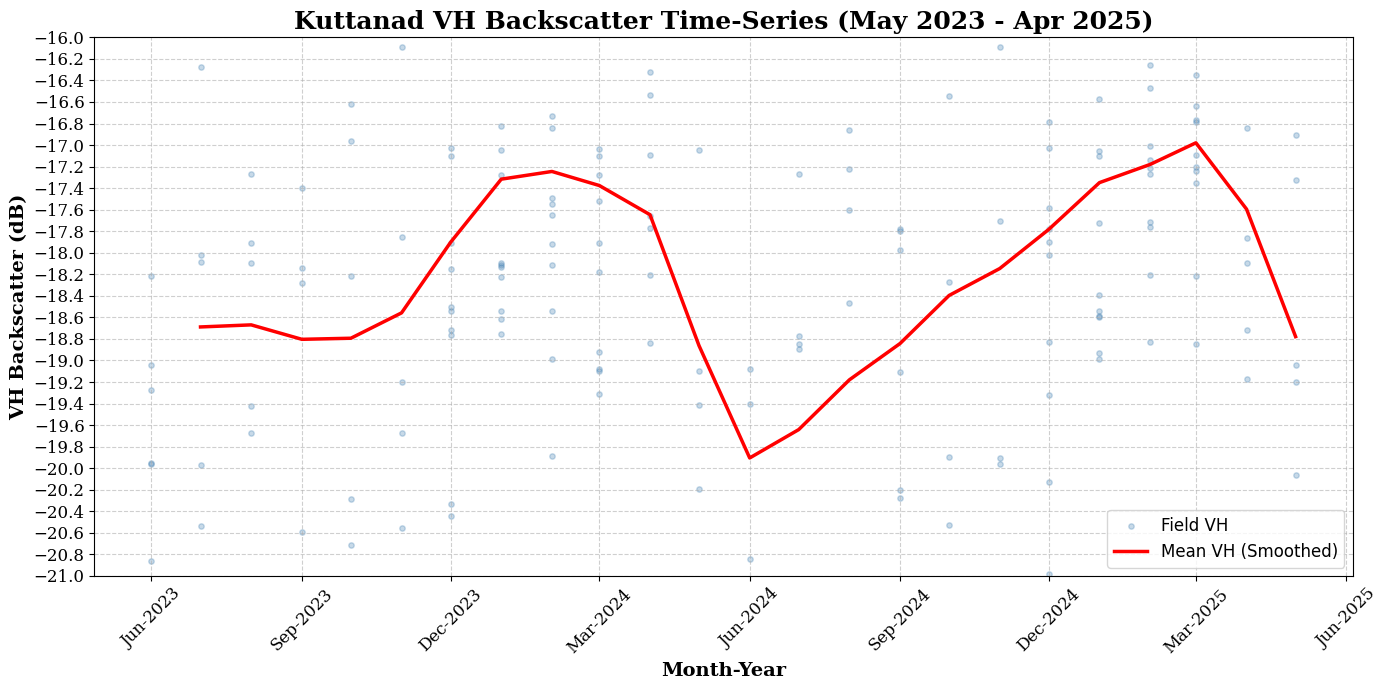 Kuttanad VH Backscatter Time-Series (May 2023 - Apr 2025)
VH Backscatter (dB)
−16.0
−16.2
−16.4
−16.6
−16.8
−17.0
−17.2
−17.4
−17.6
−17.8
−18.0
−18.2
−18.4
−18.6
−18.8
−19.0
−19.2
−19.4
−19.6
−19.8
−20.0
−20.2
−20.4
−20.6
−20.8
−21.0
Field VH
Mean VH (Smoothed)
Jun-2023
Sep-2023
Dec-2023
Mar-2024
Jun-2024
Sep-2024
Dec-2024
Mar-2025
Jun-2025
Month-Year